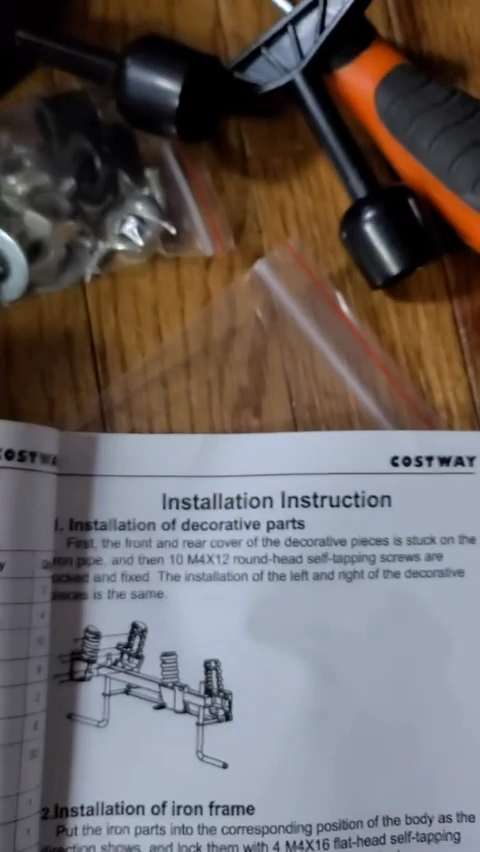 COSTWAY
Installation Instruction
1. Installation of decorative parts
First, the front and rear cover of the decorative pieces is stuck on the
pipe, and then 10 M4X12 round-head self-tapping screws are
and fixed. The installation of the left and right of the decorative
pieces is the same.
2.Installation of iron frame
Put the iron parts into the corresponding position of the body as the
direction shows, and lock them with 4 M4X16 flat-head self-tapping